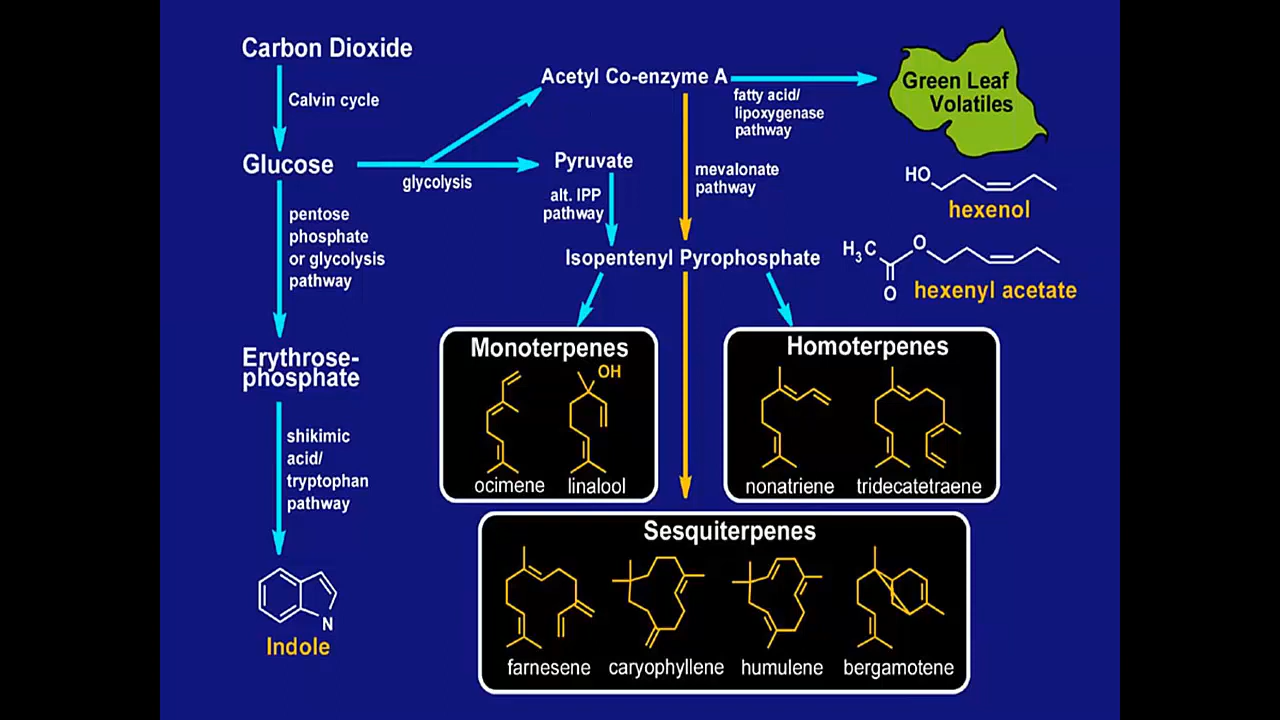 Carbon Dioxide
Calvin cycle
Glucose
glycolysis
Acetyl Co-enzyme A
fatty acid/
lipoxygenase
pathway
Green Leaf
Volatiles
Pyruvate
alt. IPP
pathway
mevalonate
pathway
HO
hexenol
Isopentenyl Pyrophosphate
H3C
O
O
hexenyl acetate
pentose
phosphate
or glycolysis
pathway
Erythrose-
phosphate
shikimic
acid/
tryptophan
pathway
N
Indole
Monoterpenes
OH
ocimene
linalool
Homoterpenes
nonatriene
tridecatetraene
Sesquiterpenes
farnesene
caryophyllene
humulene
bergamotene